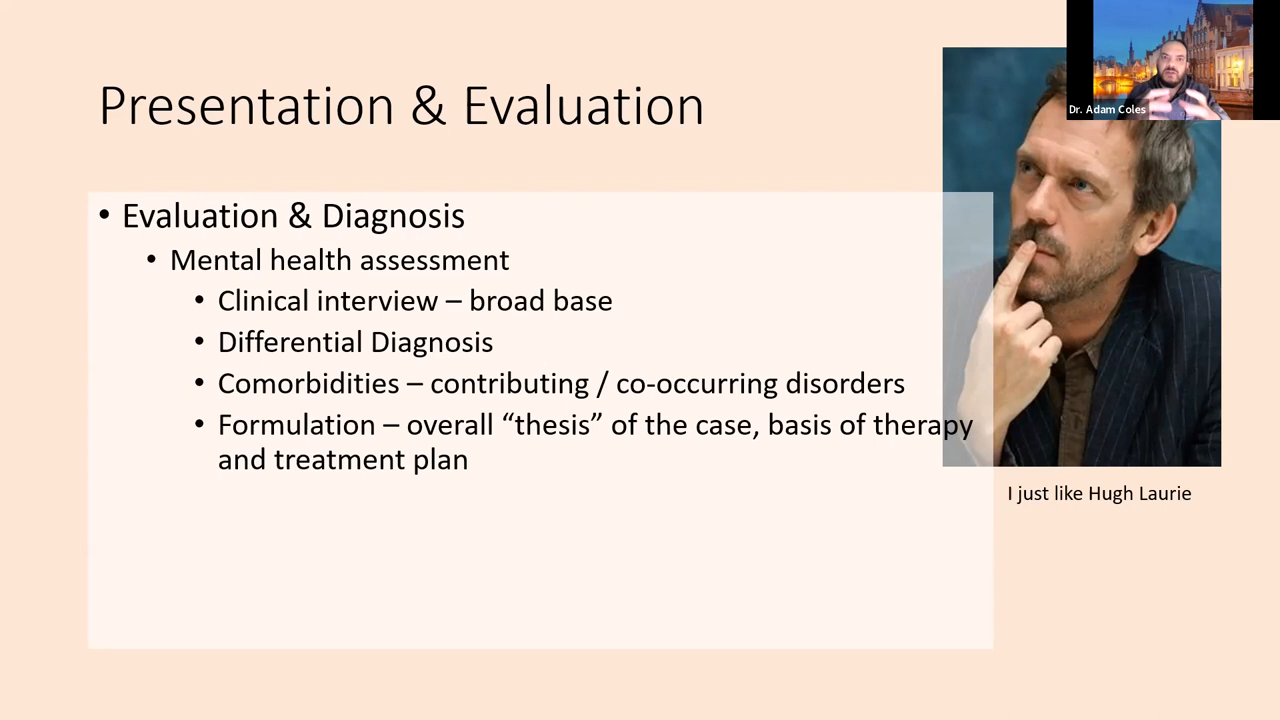 Presentation & Evaluation
Dr. Adam Coles
• Evaluation & Diagnosis
• Mental health assessment
• Clinical interview – broad base
• Differential Diagnosis
• Comorbidities – contributing / co-occurring disorders
• Formulation – overall “thesis” of the case, basis of therapy
and treatment plan
I just like Hugh Laurie